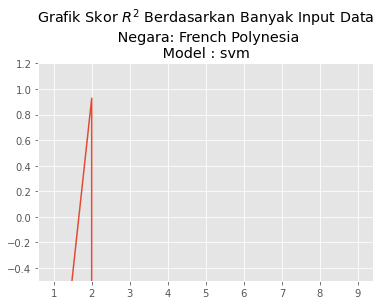 Grafik Skor R² Berdasarkan Banyak Input Data
Negara: French Polynesia
Model : svm
1.2
1.0
0.8
0.6
0.4
0.2
0.0
−0.2
−0.4
1 2 3 4 5 6 7 8 9